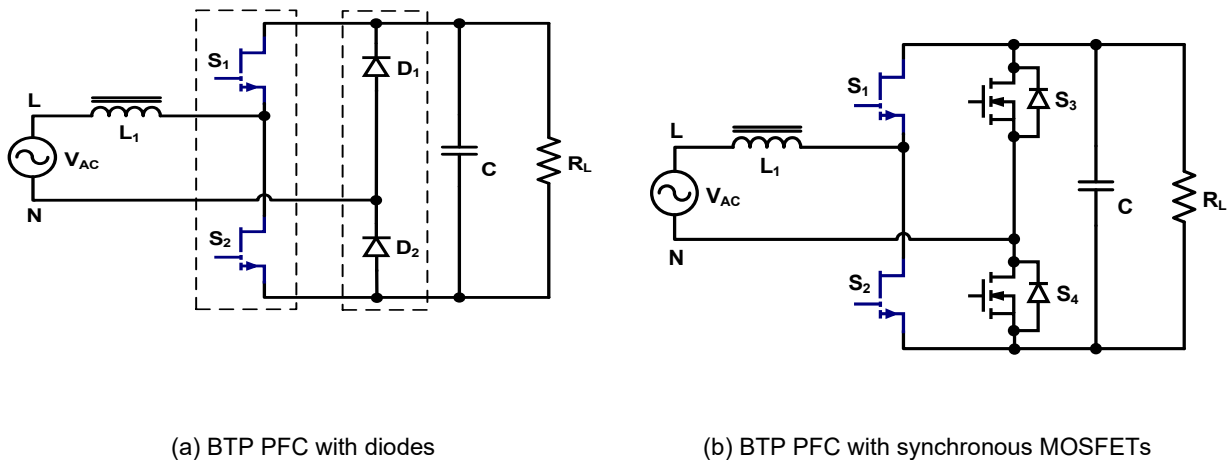 S1
D1
L
L1
VAC
C
RL
N
S2
D2
S1
S3
L
L1
VAC
C
RL
N
S2
S4
(a) BTP PFC with diodes
(b) BTP PFC with synchronous MOSFETs